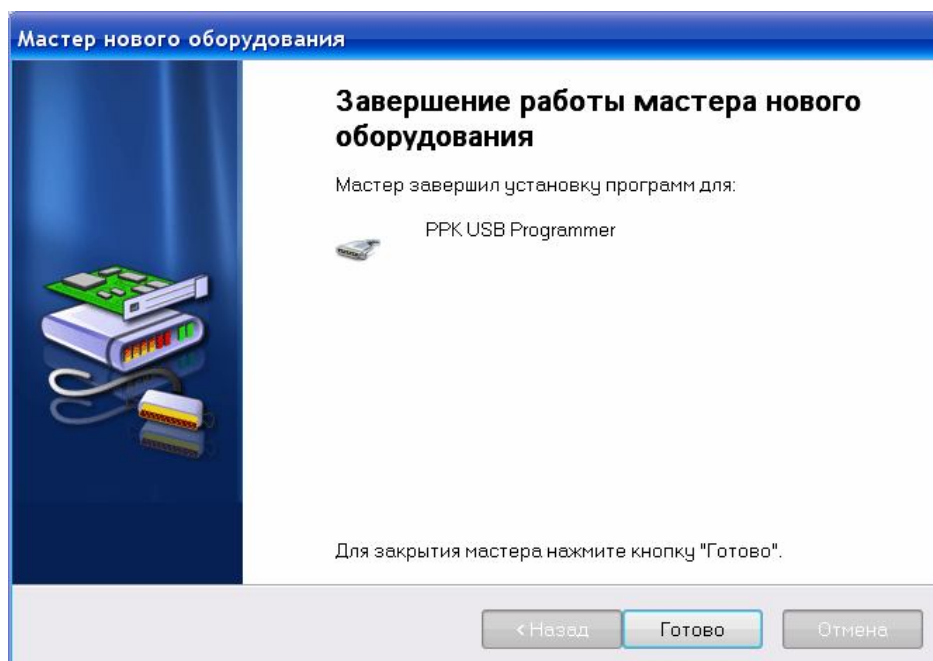 Мастер нового оборудования
Завершение работы мастера нового
оборудования
Мастер завершил установку программ для:
PPK USB Programmer
Для закрытия мастера нажмите кнопку "Готово".
< Назад
Готово
Отмена